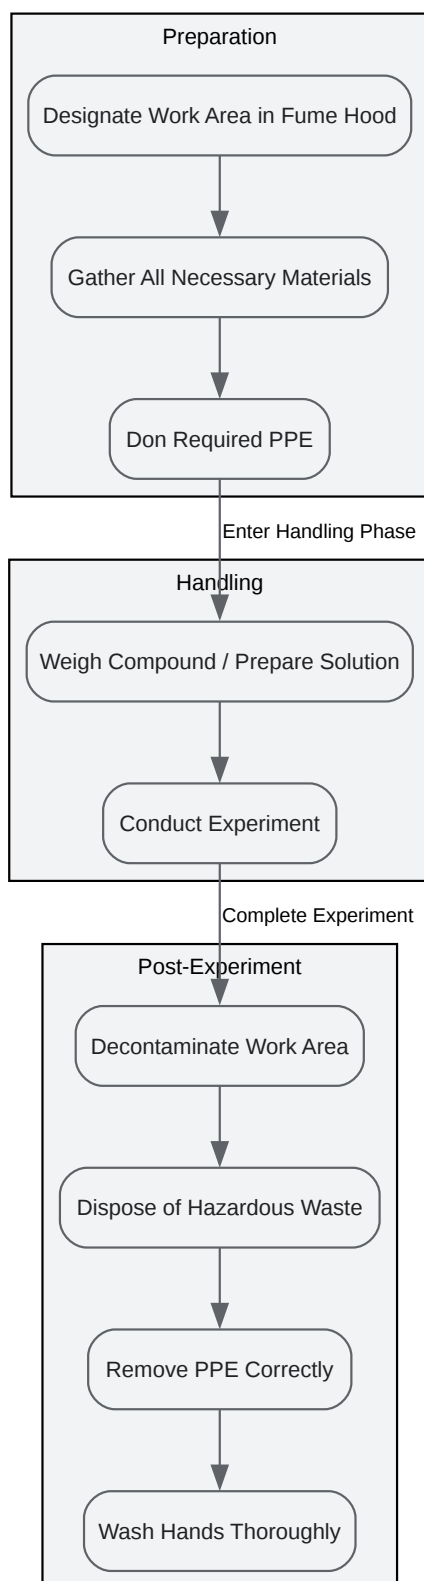 Preparation
Designate Work Area in Fume Hood
Gather All Necessary Materials
Don Required PPE
Enter Handling Phase
Handling
Weigh Compound / Prepare Solution
Conduct Experiment
Complete Experiment
Post-Experiment
Decontaminate Work Area
Dispose of Hazardous Waste
Remove PPE Correctly
Wash Hands Thoroughly